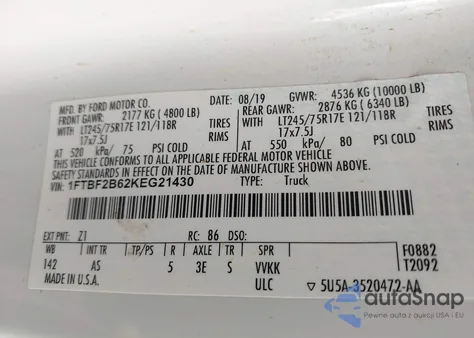 MFD. BY FORD MOTOR CO.
DATE: 08/19 GVWR: 4536 KG (10000 LB)
FRONT GAWR: 2177 KG ( 4800 LB) REAR GAWR: 2876 KG ( 6340 LB)
WITH LT245/75R17E 121/118R TIRES WITH LT245/75R17E 121/118R TIRES
17x7.5J RIMS 17x7.5J RIMS
AT 520 kPa/ 75 PSI COLD AT 550 kPa/ 80 PSI COLD
THIS VEHICLE CONFORMS TO ALL APPLICABLE FEDERAL MOTOR VEHICLE
SAFETY STANDARDS IN EFFECT ON THE DATE OF MANUFACTURE SHOWN ABOVE.
VIN: 1FTBF2B62KEG21430 TYPE: Truck
EXT PNT: Z1 RC: 86 DSO:
WB INT TR TP/PS R AXLE TR SPR
142 AS 5 3E S VVKK
F0882
T2092
MADE IN U.S.A. ULC
5U5A-3520472-AA
autaSnap
Pewne auta z USA i EU